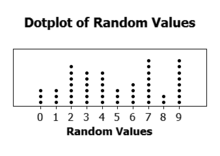 Dotplot of Random Values
0 1 2 3 4 5 6 7 8 9
Random Values